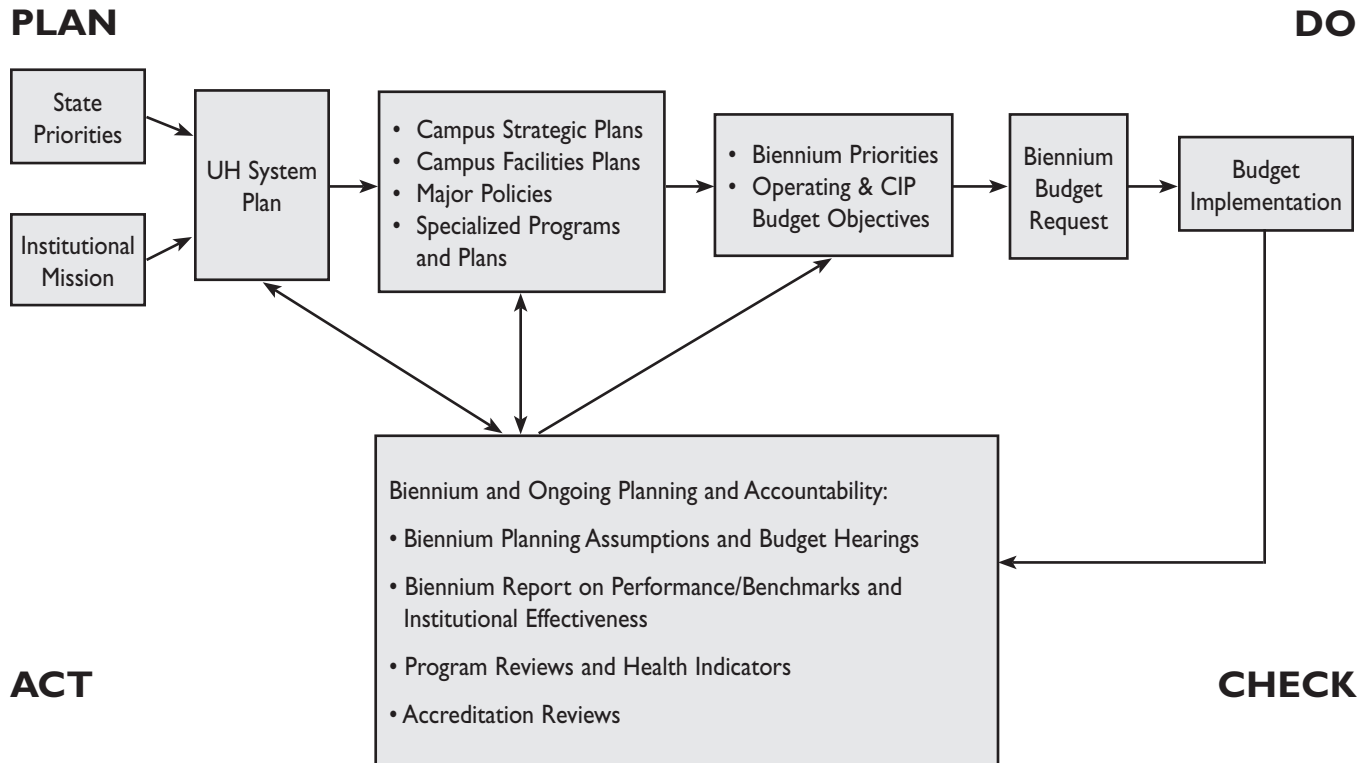 PLAN
DO
State
Priorities
Institutional
Mission
UH System
Plan
• Campus Strategic Plans
• Campus Facilities Plans
• Major Policies
• Specialized Programs
and Plans
• Biennium Priorities
• Operating & CIP
Budget Objectives
Biennium
Budget
Request
Budget
Implementation
Biennium and Ongoing Planning and Accountability:
• Biennium Planning Assumptions and Budget Hearings
• Biennium Report on Performance/Benchmarks and
Institutional Effectiveness
• Program Reviews and Health Indicators
• Accreditation Reviews
ACT
CHECK